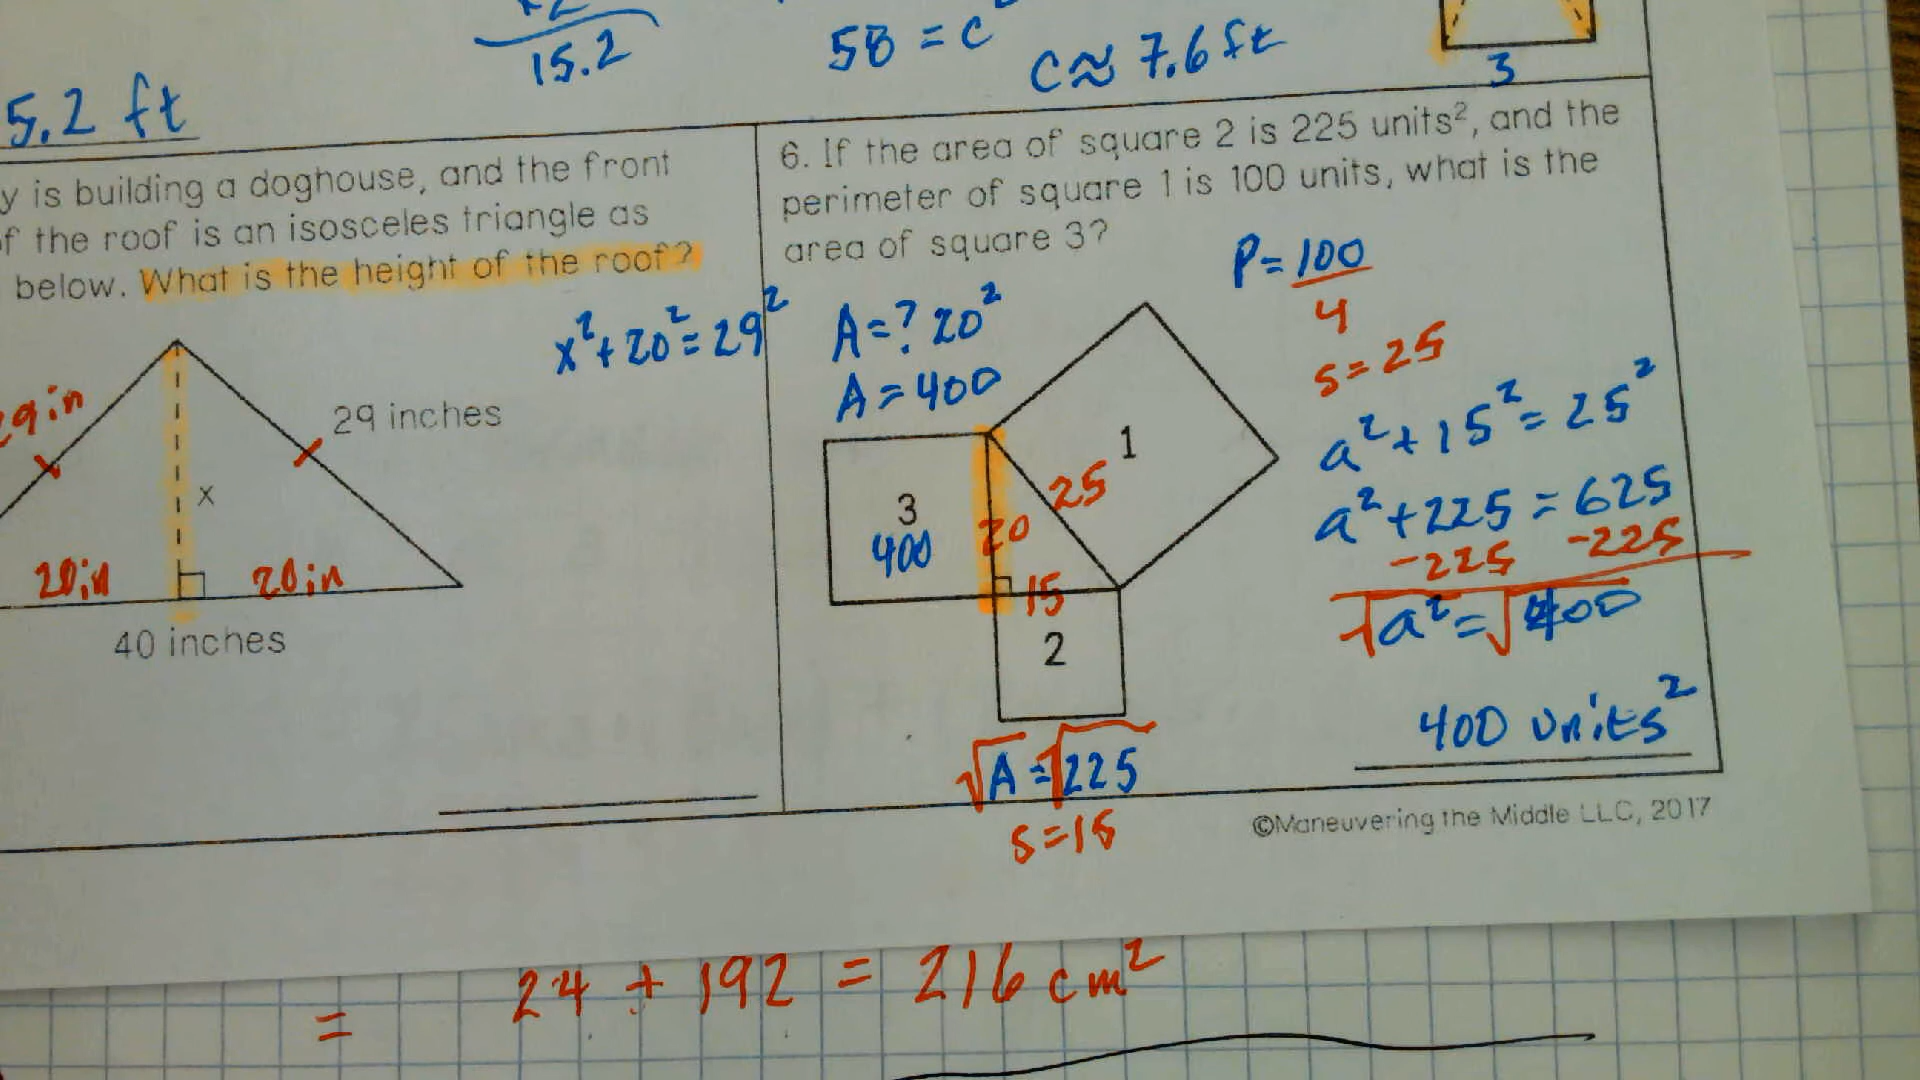 15.2
58 = c²
c ≈ 7.6 ft
3
5.2 ft
y is building a doghouse, and the front
of the roof is an isosceles triangle as
below. What is the height of the roof?
x² + 20² = 29²
29 in
29 inches
x
20 in
20 in
40 inches
6. If the area of square 2 is 225 units², and the
perimeter of square 1 is 100 units, what is the
area of square 3?
P = 100
4
s = 25
A = ? 20²
A = 400
1
3
400
20
25
15
2
√A = √225
s = 15
a² + 15² = 25²
a² + 225 = 625
-225 -225
√a² = √400
400 units²
©Maneuvering the Middle LLC, 2017
= 24 + 192 = 216 cm²